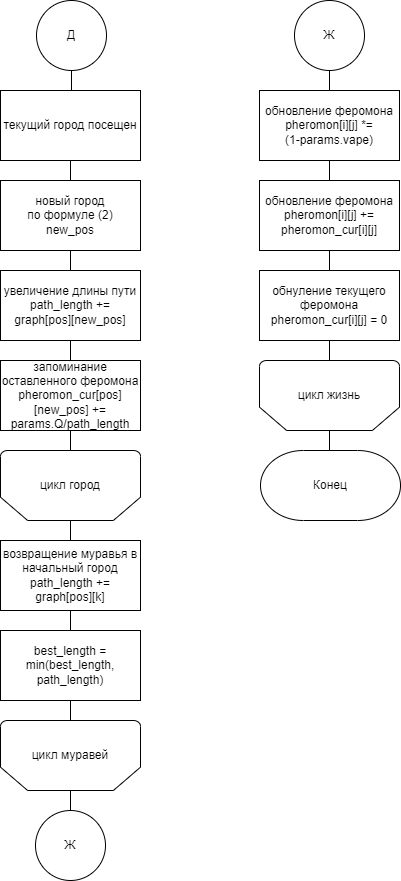 Д
текущий город посещен
новый город
по формуле (2)
new_pos
увеличение длины пути
path_length +=
graph[pos][new_pos]
запоминание
оставленного феромона
pheromon_cur[pos]
[new_pos] +=
params.Q/path_length
цикл город
возвращение муравья в
начальный город
path_length +=
graph[pos][k]
best_length =
min(best_length,
path_length)
цикл муравей
Ж
Ж
обновление феромона
pheromon[i][j] *=
(1-params.vape)
обновление феромона
pheromon[i][j] +=
pheromon_cur[i][j]
обнуление текущего
феромона
pheromon_cur[i][j] = 0
цикл жизнь
Конец